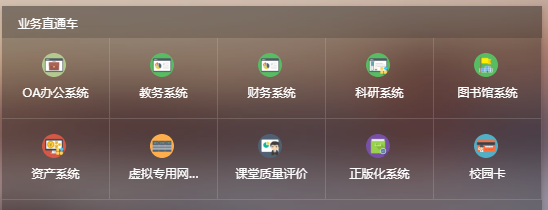 业务直通车
OA办公系统 教务系统 财务系统 科研系统 图书馆系统
资产系统 虚拟专用网... 课堂质量评价 正版化系统 校园卡